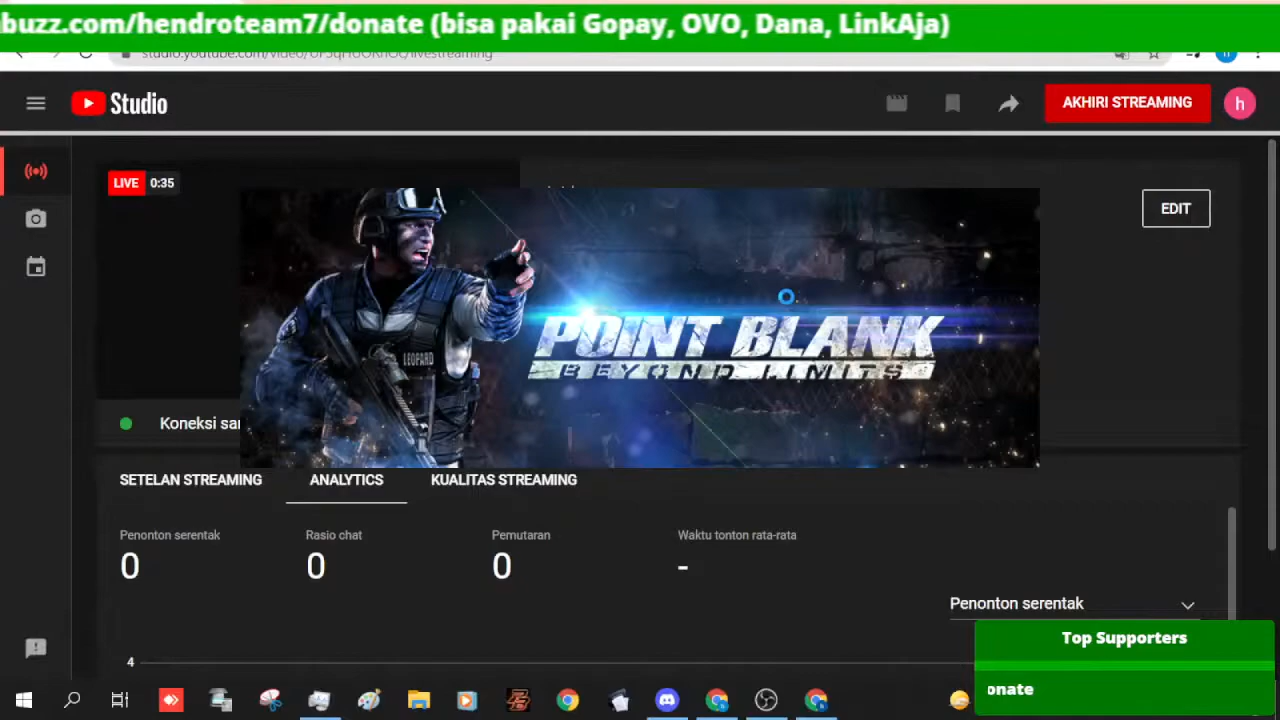 buzz.com/hendroteam7/donate (bisa pakai Gopay, OVO, Dana, LinkAja)
Studio
AKHIRI STREAMING
h
LIVE 0:35
EDIT
LEOPARD
POINT BLANK
BEYOND LIMITS
Koneksi
SETELAN STREAMING ANALYTICS KUALITAS STREAMING
Penonton serentak Rasio chat Pemutaran Waktu tonton rata-rata
0 0 0 -
Penonton serentak
4
Top Supporters
onate